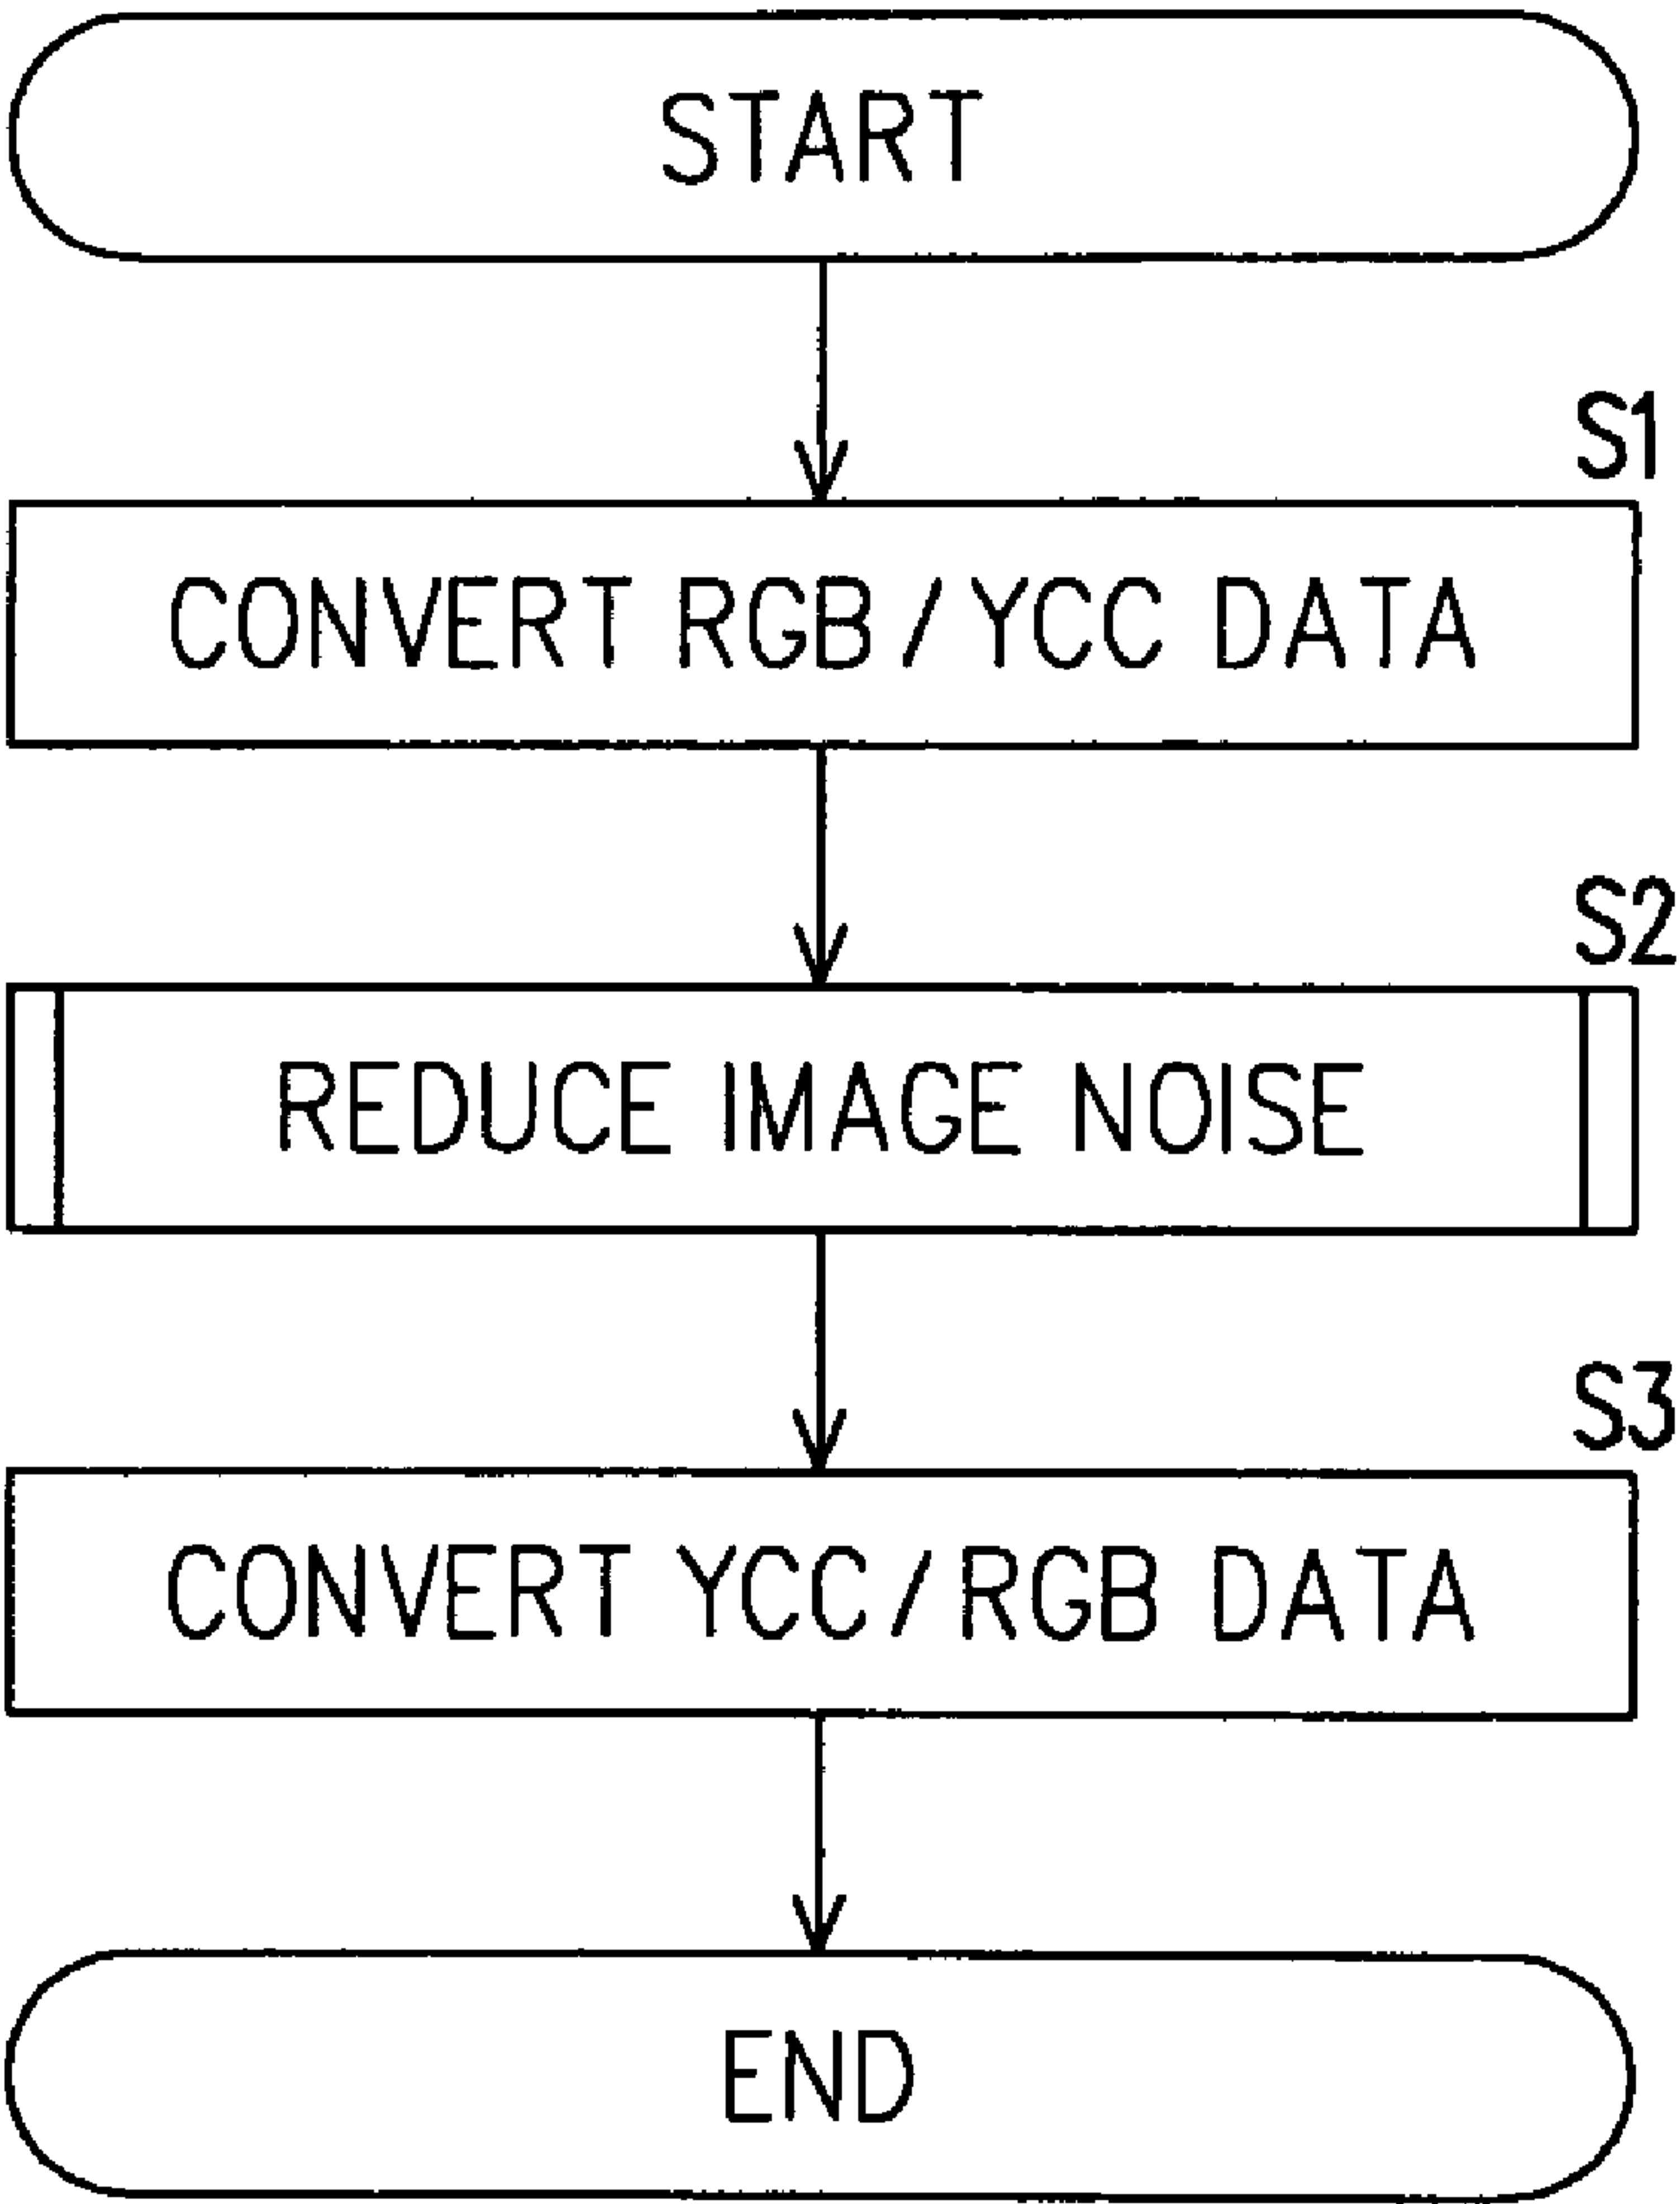 START
S1
CONVERT RGB/YCC DATA
S2
REDUCE IMAGE NOISE
S3
CONVERT YCC/RGB DATA
END